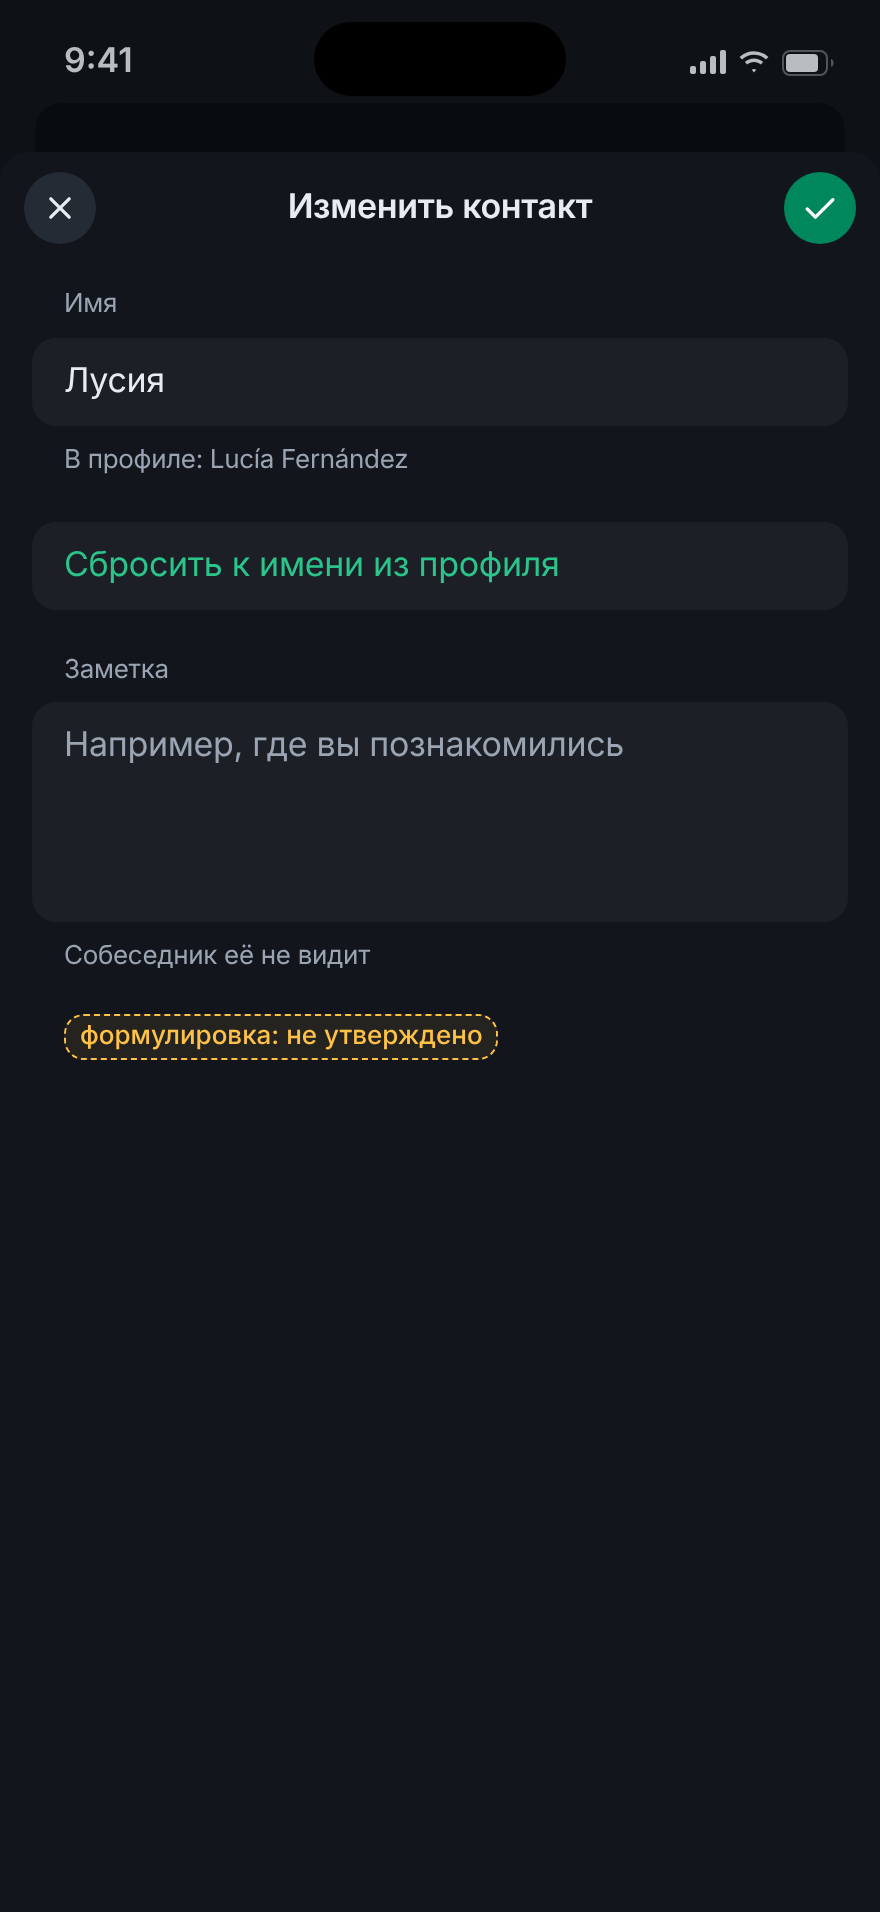 9:41
Изменить контакт
Имя
Лусия
В профиле: Lucía Fernández
Сбросить к имени из профиля
Заметка
Например, где вы познакомились
Собеседник её не видит
формулировка: не утверждено